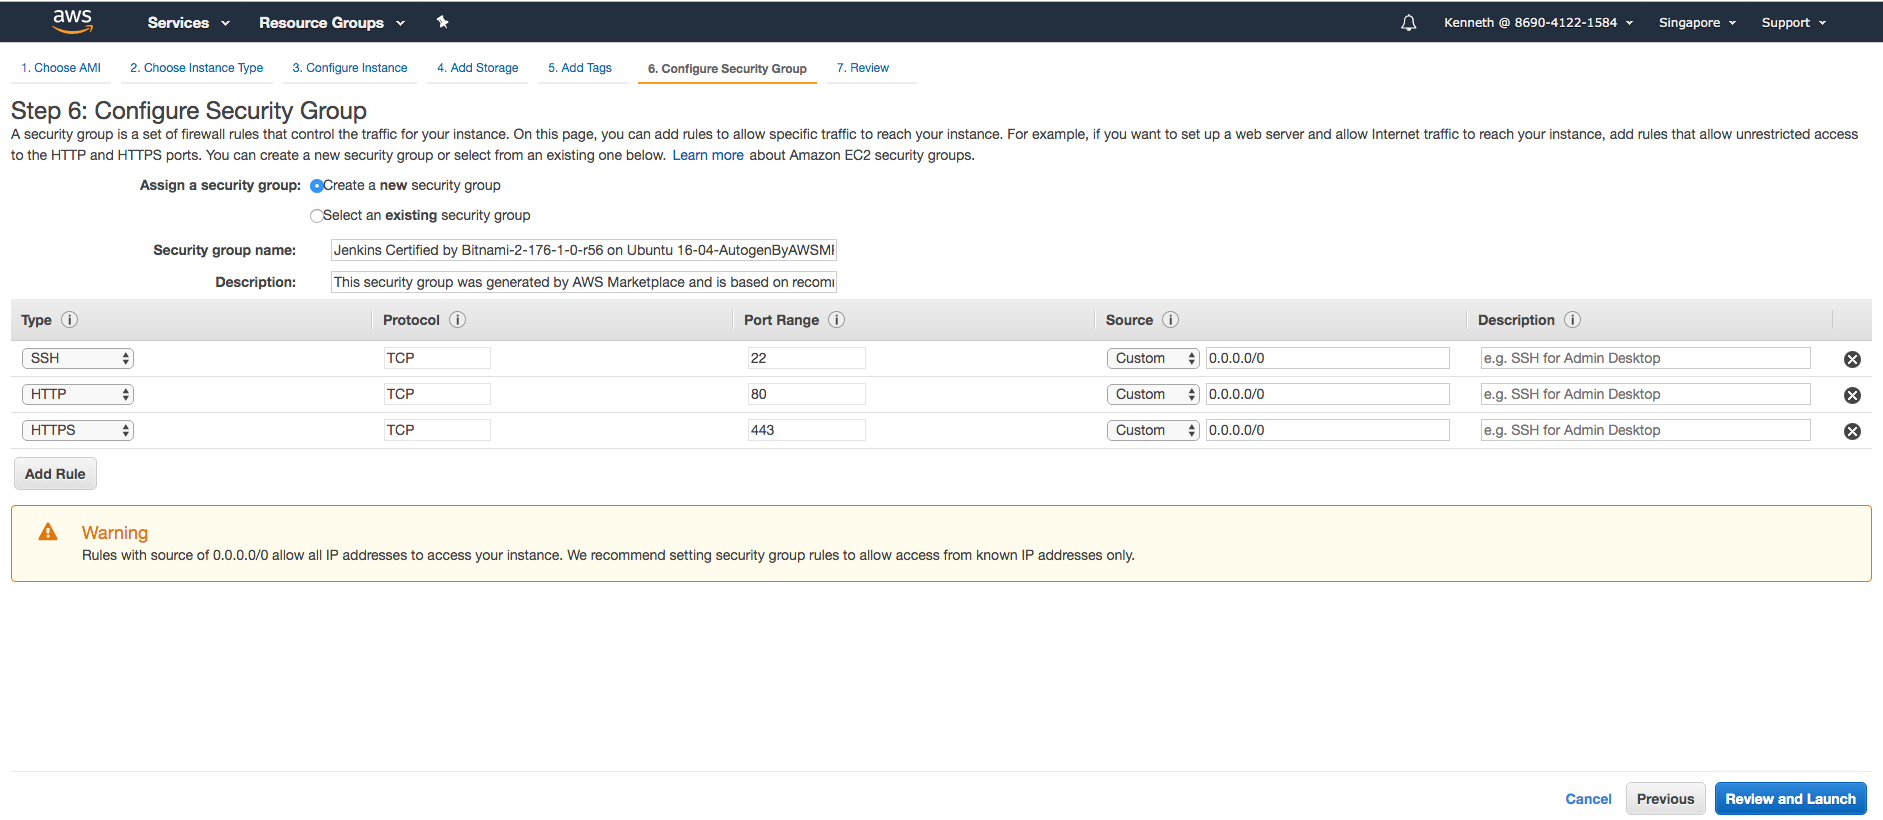 aws Services Resource Groups Kenneth @ 8690-4122-1584 Singapore Support
1. Choose AMI 2. Choose Instance Type 3. Configure Instance 4. Add Storage 5. Add Tags 6. Configure Security Group 7. Review
Step 6: Configure Security Group
A security group is a set of firewall rules that control the traffic for your instance. On this page, you can add rules to allow specific traffic to reach your instance. For example, if you want to set up a web server and allow Internet traffic to reach your instance, add rules that allow unrestricted access
to the HTTP and HTTPS ports. You can create a new security group or select from an existing one below. Learn more about Amazon EC2 security groups.
Assign a security group: Create a new security group
Select an existing security group
Security group name: Jenkins Certified by Bitnami-2-176-1-0-r56 on Ubuntu 16-04-AutogenByAWSM
Description: This security group was generated by AWS Marketplace and is based on recom
Type Protocol Port Range Source Description
SSH TCP 22 Custom 0.0.0.0/0 e.g. SSH for Admin Desktop
HTTP TCP 80 Custom 0.0.0.0/0 e.g. SSH for Admin Desktop
HTTPS TCP 443 Custom 0.0.0.0/0 e.g. SSH for Admin Desktop
Add Rule
Warning
Rules with source of 0.0.0.0/0 allow all IP addresses to access your instance. We recommend setting security group rules to allow access from known IP addresses only.
Cancel Previous Review and Launch